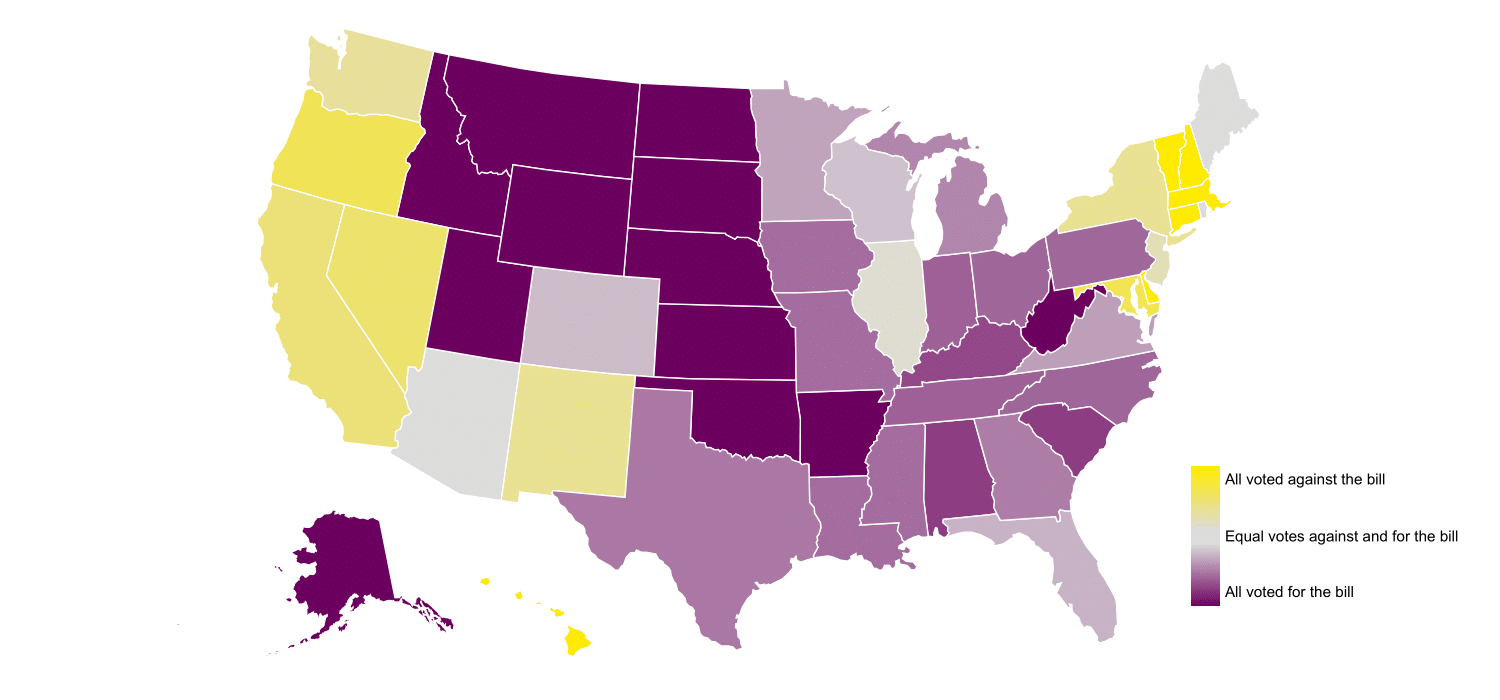 All voted against the bill
Equal votes against and for the bill
All voted for the bill